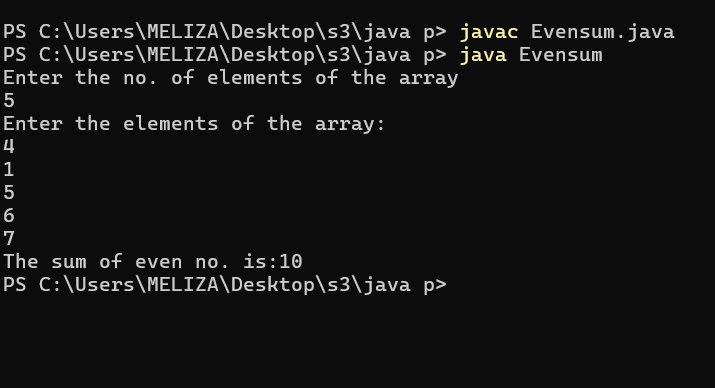 PS C:\Users\MELIZA\Desktop\s3\java p> javac Evensum.java
PS C:\Users\MELIZA\Desktop\s3\java p> java Evensum
Enter the no. of elements of the array
5
Enter the elements of the array:
4
1
5
6
7
The sum of even no. is:10
PS C:\Users\MELIZA\Desktop\s3\java p>